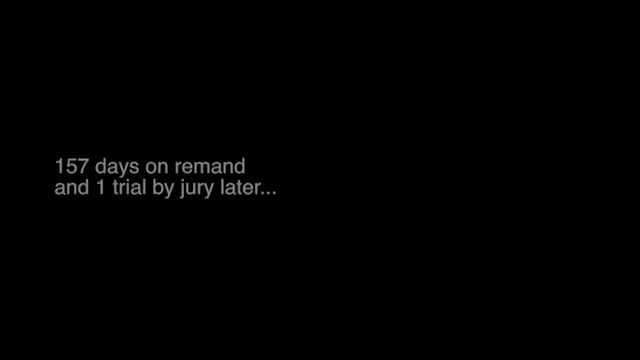 157 days on remand
and 1 trial by jury later...